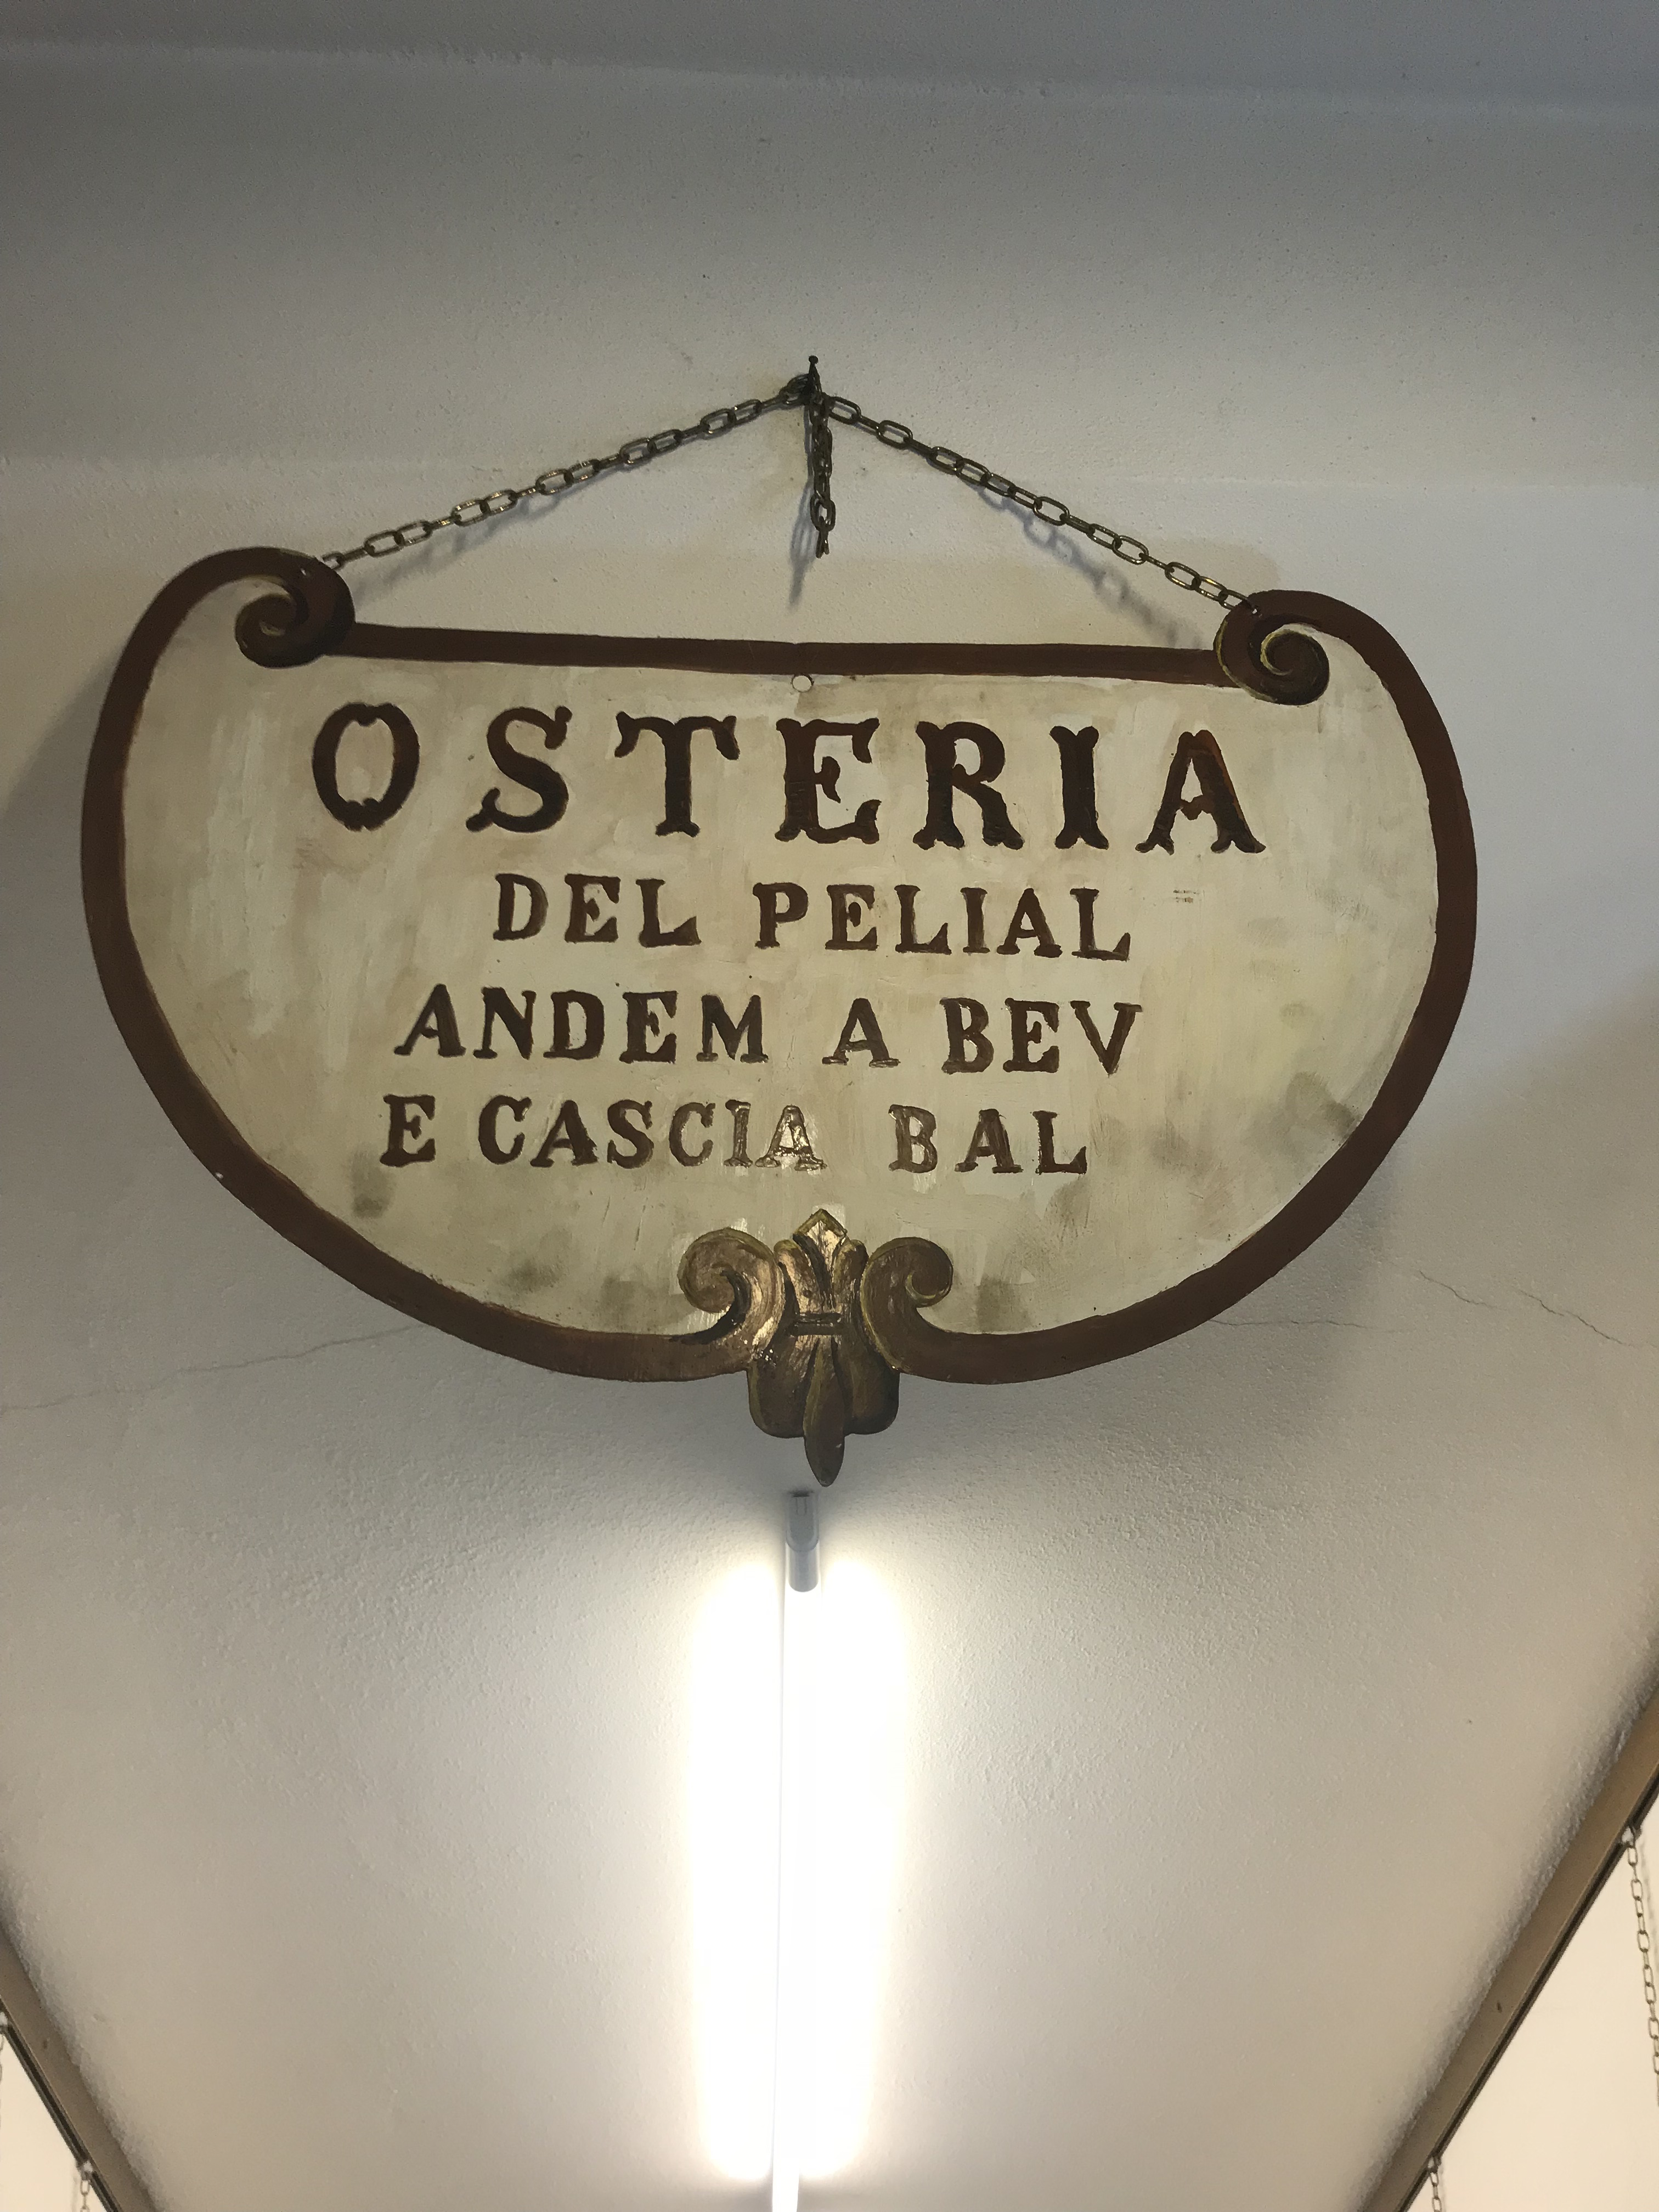 OSTERIA
DEL PELIAL
ANDEM A BEV
E CASCIA BAL